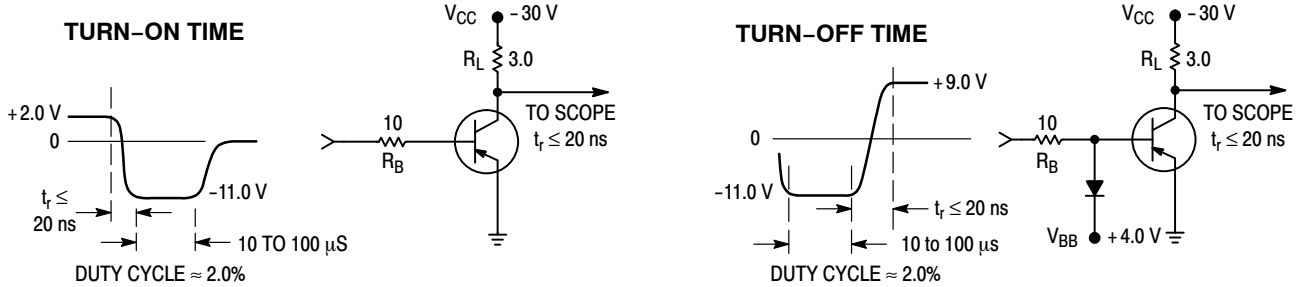 TURN−ON TIME
V_CC −30 V
R_L 3.0
+2.0 V
0
TO SCOPE
t_r ≤ 20 ns
10
R_B
−11.0 V
t_r ≤
20 ns
10 TO 100 μS
DUTY CYCLE ≈ 2.0%
TURN−OFF TIME
V_CC −30 V
R_L 3.0
+9.0 V
TO SCOPE
t_r ≤ 20 ns
0
10
R_B
−11.0 V
t_r ≤ 20 ns
10 to 100 μs
V_BB +4.0 V
DUTY CYCLE ≈ 2.0%